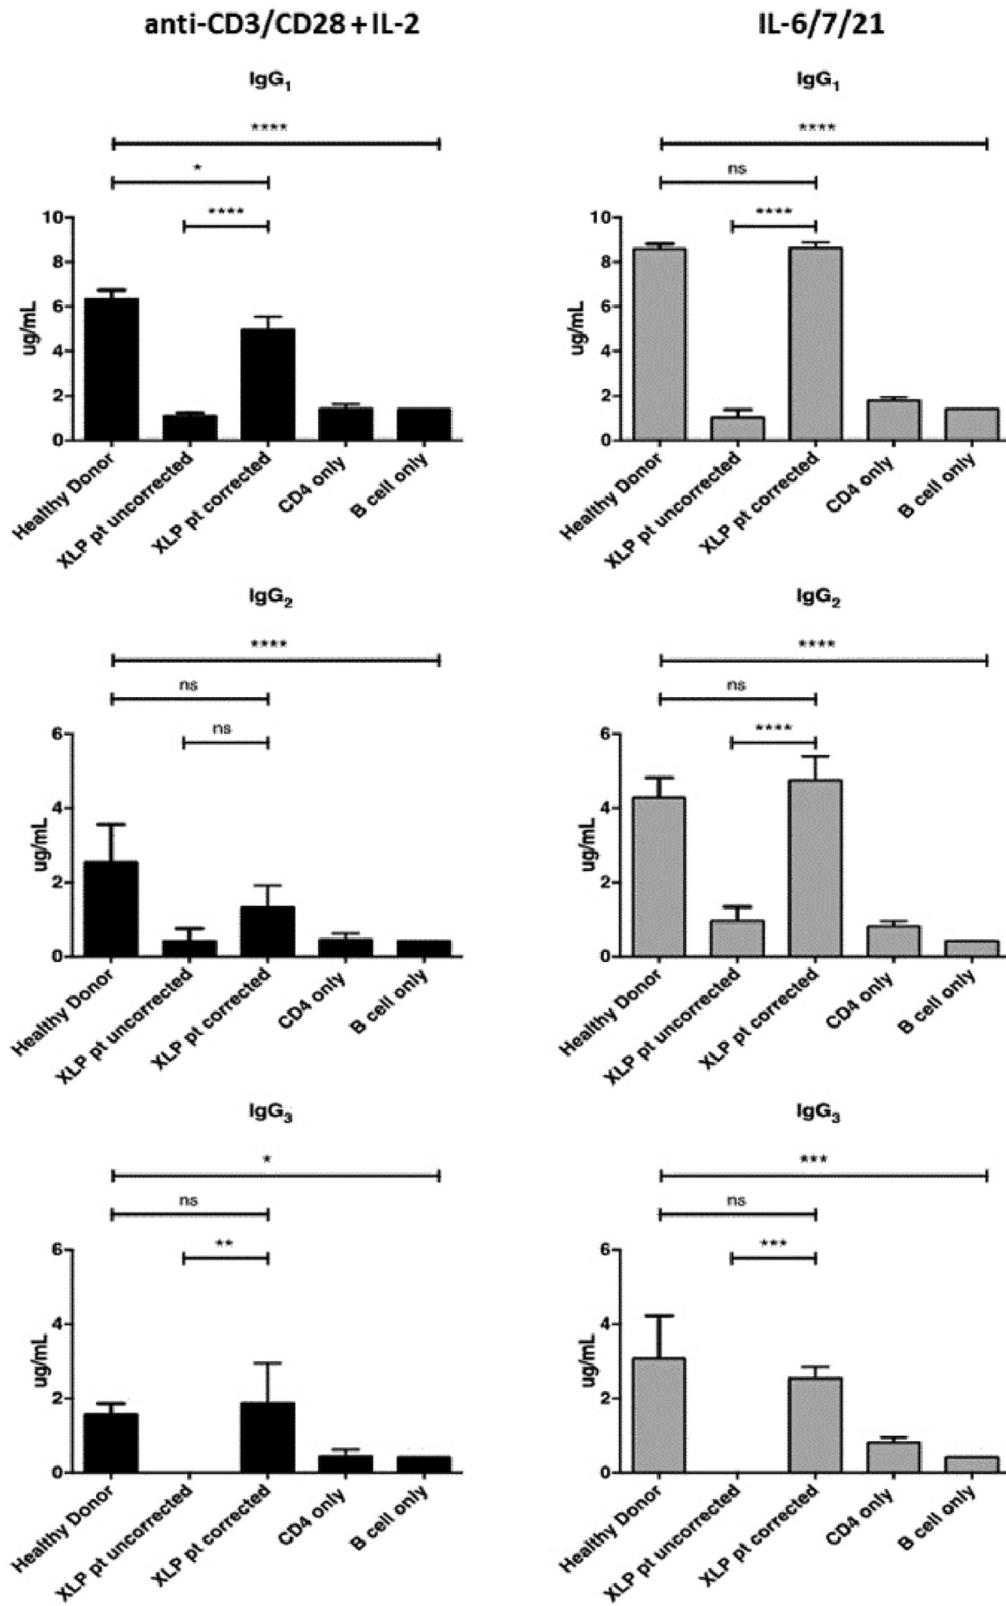 anti-CD3/CD28 + IL-2
IgG₁
****
*
****
10
8
6
4
2
0
ug/mL
Healthy Donor
XLP pt uncorrected
XLP pt corrected
CD4 only
B cell only
IL-6/7/21
IgG₁
****
ns
****
10
8
6
4
2
0
ug/mL
Healthy Donor
XLP pt uncorrected
XLP pt corrected
CD4 only
B cell only
IgG₂
****
ns
ns
6
4
2
0
ug/mL
Healthy Donor
XLP pt uncorrected
XLP pt corrected
CD4 only
B cell only
IgG₂
****
ns
****
6
4
2
0
ug/mL
Healthy Donor
XLP pt uncorrected
XLP pt corrected
CD4 only
B cell only
IgG₃
*
ns
**
6
4
2
0
ug/mL
Healthy Donor
XLP pt uncorrected
XLP pt corrected
CD4 only
B cell only
IgG₃
***
ns
***
6
4
2
0
ug/mL
Healthy Donor
XLP pt uncorrected
XLP pt corrected
CD4 only
B cell only